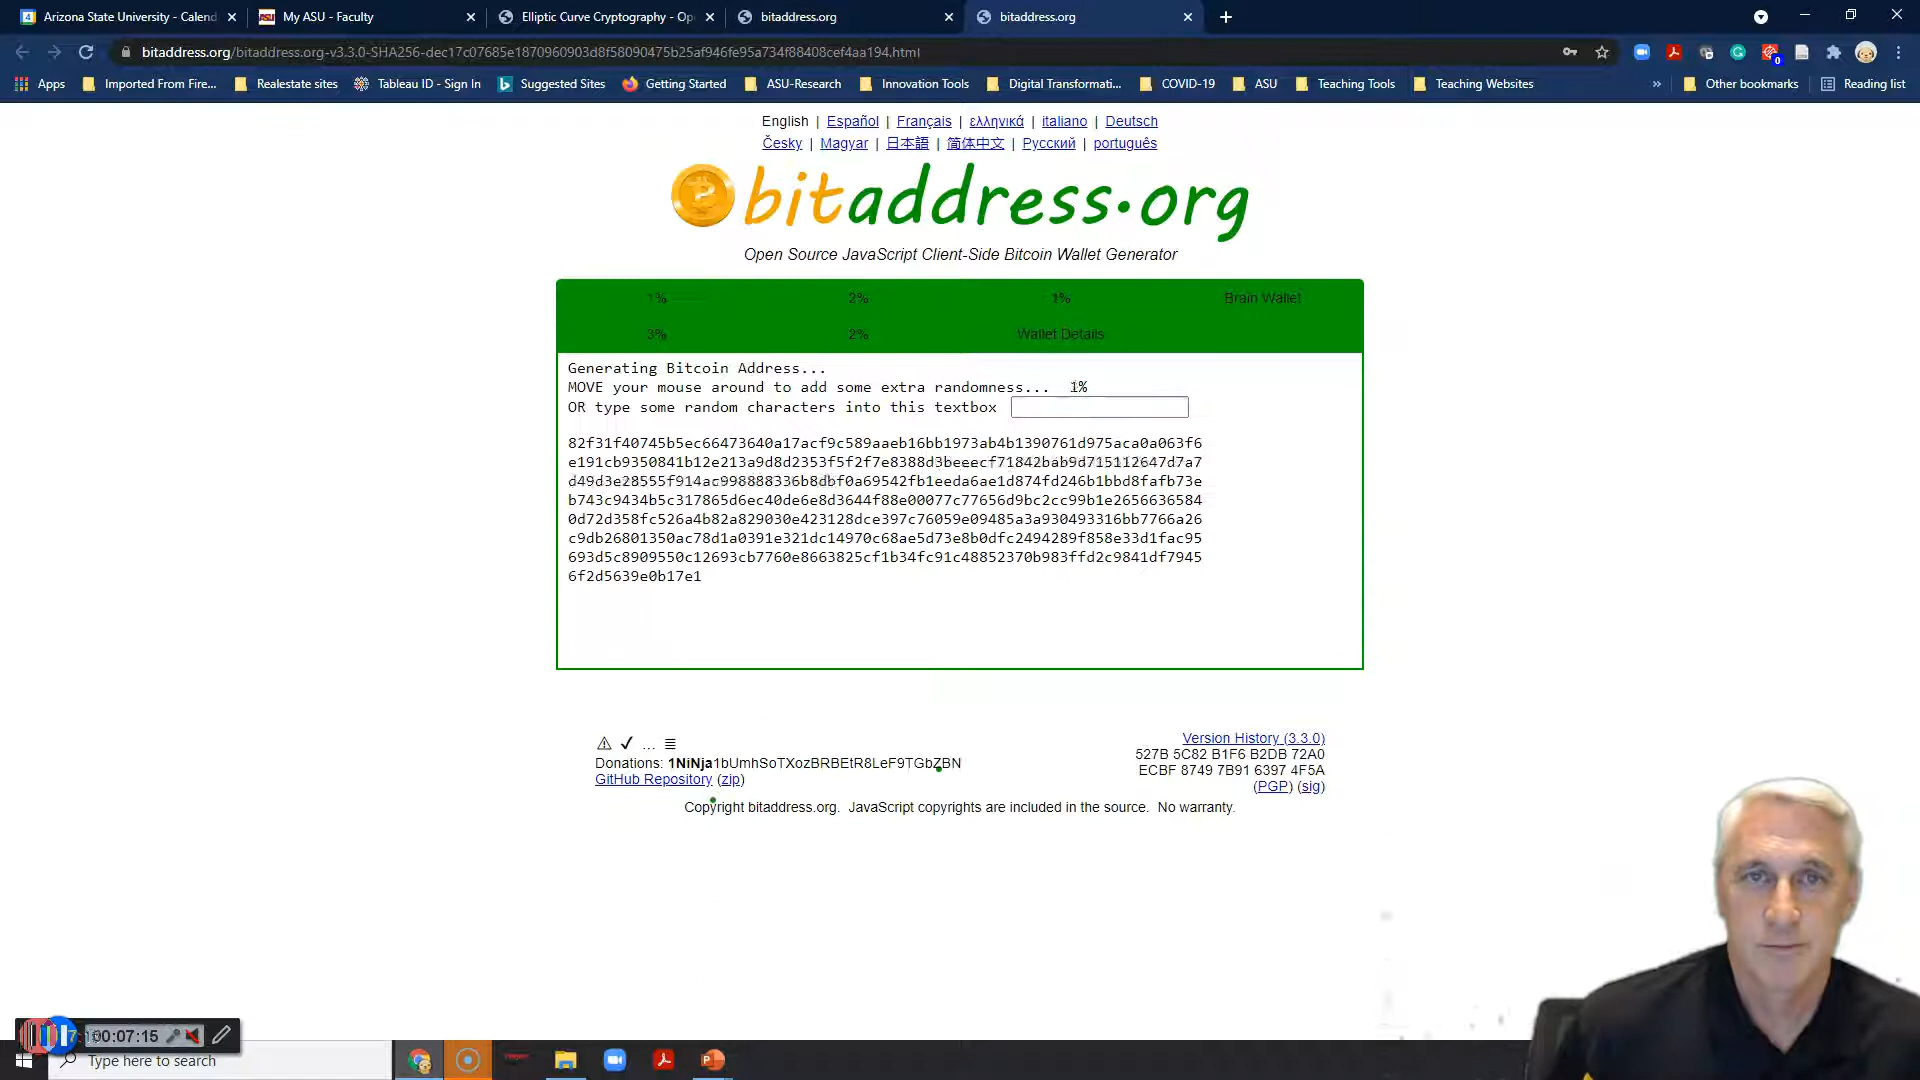 Arizona State University - Calend
My ASU - Faculty
Elliptic Curve Cryptography - Op
bitaddress.org
bitaddress.org
bitaddress.org/bitaddress.org-v3.3.0-SHA256-dec17c07685e1870960903d8f58090475b25af946fe95a734f88408cef4aa194.html
Apps
Imported From Fire...
Realestate sites
Tableau ID - Sign In
Suggested Sites
Getting Started
ASU-Research
Innovation Tools
Digital Transformati...
COVID-19
ASU
Teaching Tools
Teaching Websites
»
Other bookmarks
Reading list
English | Español | Français | ελληνικά | italiano | Deutsch
Česky | Magyar | 日本語 | 简体中文 | Русский | português
bitaddress.org
Open Source JavaScript Client-Side Bitcoin Wallet Generator
1% 2% 1% Brain Wallet
3% 2% Wallet Details
Generating Bitcoin Address...
MOVE your mouse around to add some extra randomness... 1%
OR type some random characters into this textbox
82f31f40745b5ec66473640a17acf9c589aaeb16bb1973ab4b1390761d975aca0a063f6
e191cb9350841b12e213a9d8d2353f5f2f7e8388d3beeecf71842bab9d715112647d7a7
d49d3e28555f914ac998888336b8dbf0a69542fb1eeda6ae1d874fd246b1bbd8fafb73e
b743c9434b5c317865d6ec40de6e8d3644f88e00077c77656d9bc2cc99b1e2656636584
0d72d358fc526a4b82a829030e423128dce397c76059e09485a3a930493316bb7766a26
c9db26801350ac78d1a0391e321dc14970c68ae5d73e8b0dfc2494289f858e33d1fac95
693d5c8909550c12693cb7760e8663825cf1b34fc91c48852370b983ffd2c9841df7945
6f2d5639e0b17e1
Donations: 1NiNja1bUmhSoTXozBRBEtR8LeF9TGbZBN
GitHub Repository (zip)
Version History (3.3.0)
527B 5C82 B1F6 B2DB 72A0
ECBF 8749 7B91 6397 4F5A
(PGP) (sig)
Copyright bitaddress.org. JavaScript copyrights are included in the source. No warranty.
00:07:15
Type here to search